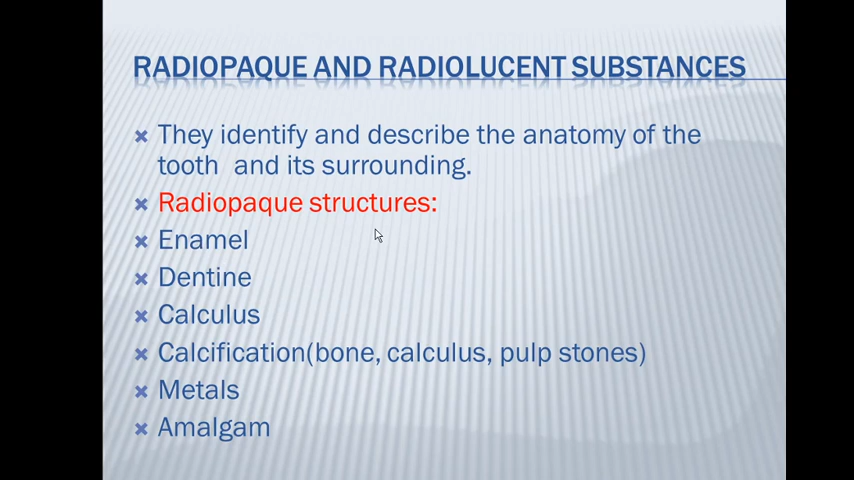 RADIOPAQUE AND RADIOLUCENT SUBSTANCES
They identify and describe the anatomy of the
tooth and its surrounding.
Radiopaque structures:
Enamel
Dentine
Calculus
Calcification(bone, calculus, pulp stones)
Metals
Amalgam